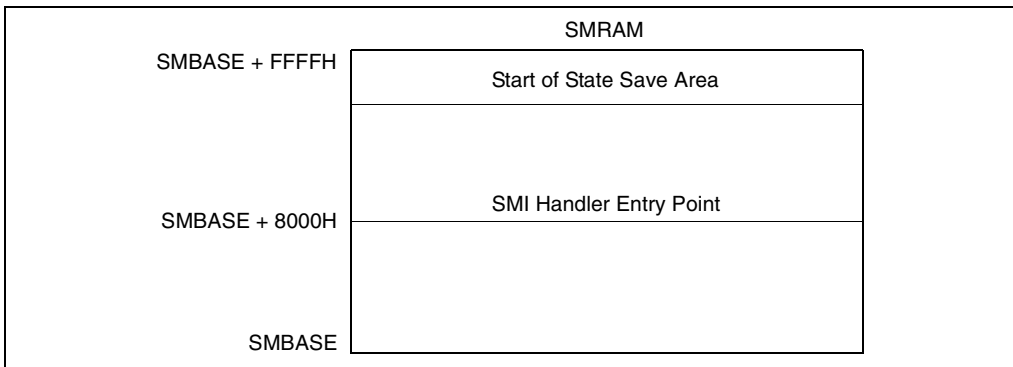 SMRAM
SMBASE + FFFFH
Start of State Save Area
SMI Handler Entry Point
SMBASE + 8000H
SMBASE